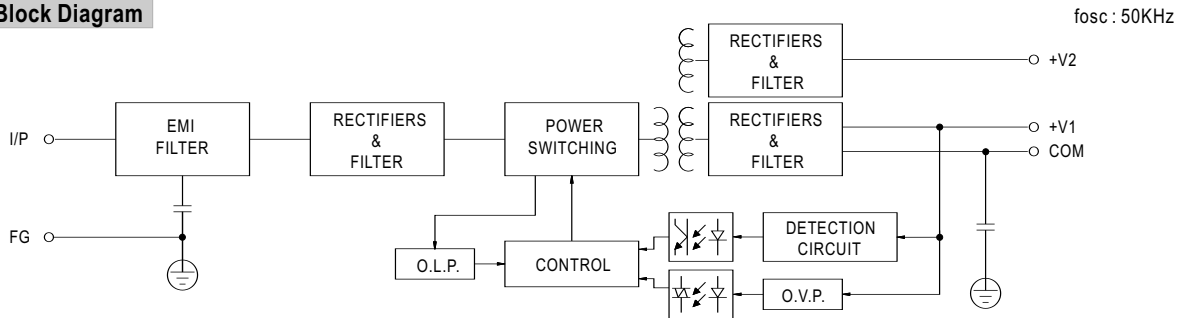 Block Diagram
fosc : 50KHz
RECTIFIERS
&
FILTER
+V2
I/P
EMI
FILTER
RECTIFIERS
&
FILTER
POWER
SWITCHING
RECTIFIERS
&
FILTER
+V1
COM
FG
O.L.P.
CONTROL
DETECTION
CIRCUIT
O.V.P.